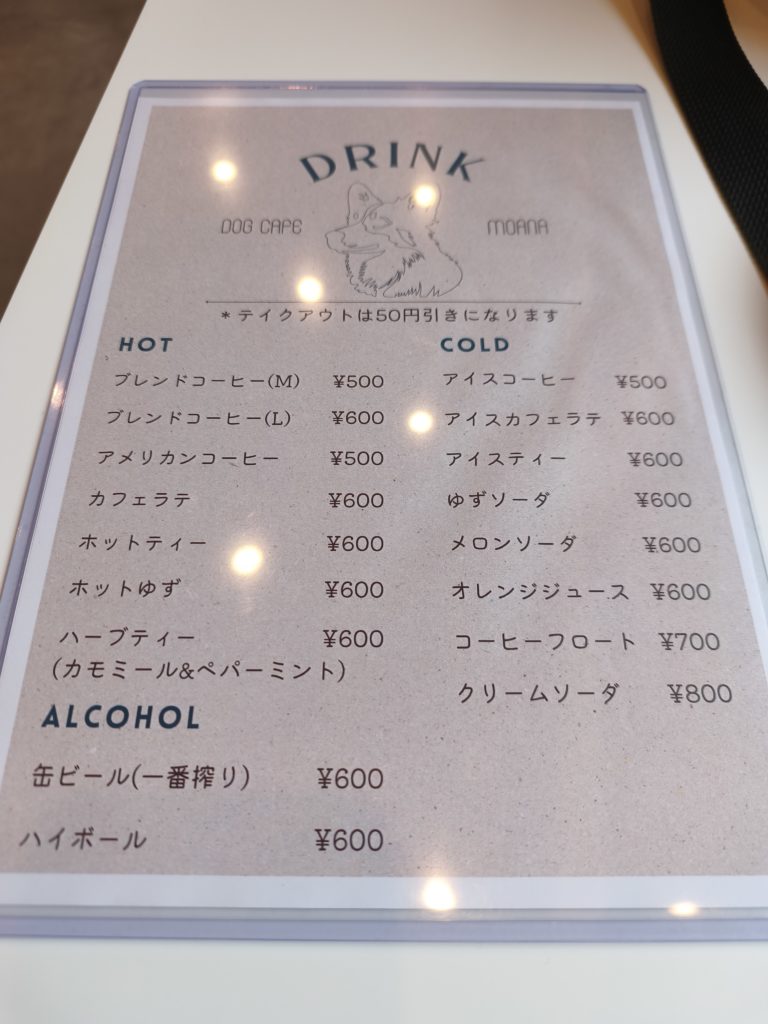 DRINK
DOG CAFE MOANA
*テイクアウトは50円引きになります
HOT
ブレンドコーヒー(M) ¥500
ブレンドコーヒー(L) ¥600
アメリカンコーヒー ¥500
カフェラテ ¥600
ホットティー ¥600
ホットゆず ¥600
ハーブティー ¥600
(カモミール&ペパーミント)
COLD
アイスコーヒー ¥500
アイスカフェラテ ¥600
アイスティー ¥600
ゆずソーダ ¥600
メロンソーダ ¥600
オレンジジュース ¥600
コーヒーフロート ¥700
クリームソーダ ¥800
ALCOHOL
缶ビール(一番搾り) ¥600
ハイボール ¥600